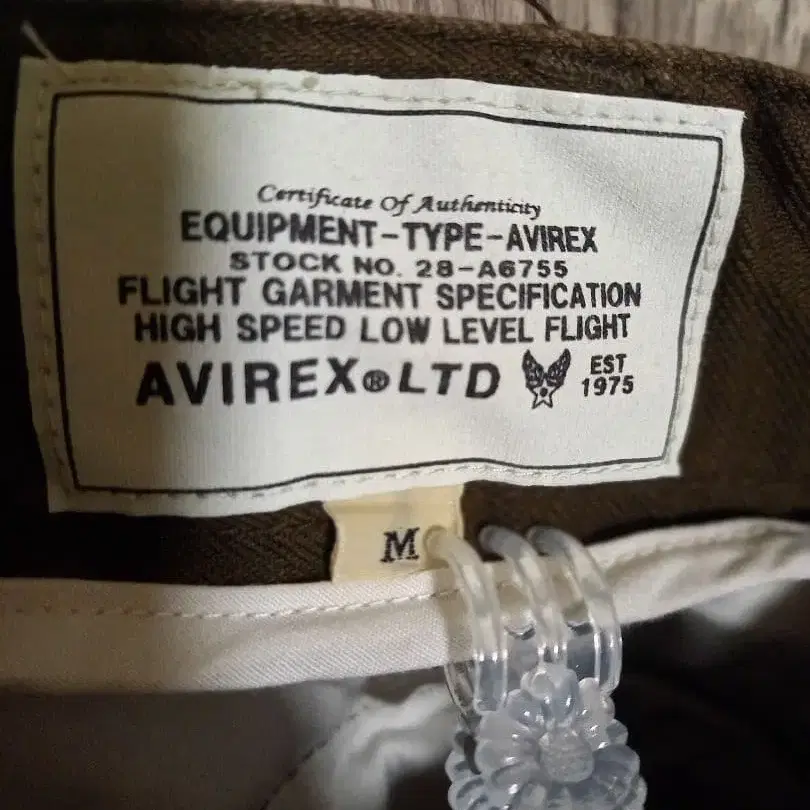 Certificate Of Authenticity
EQUIPMENT-TYPE-AVIREX
STOCK NO. 28-A6755
FLIGHT GARMENT SPECIFICATION
HIGH SPEED LOW LEVEL FLIGHT
AVIREX® LTD EST 1975
M